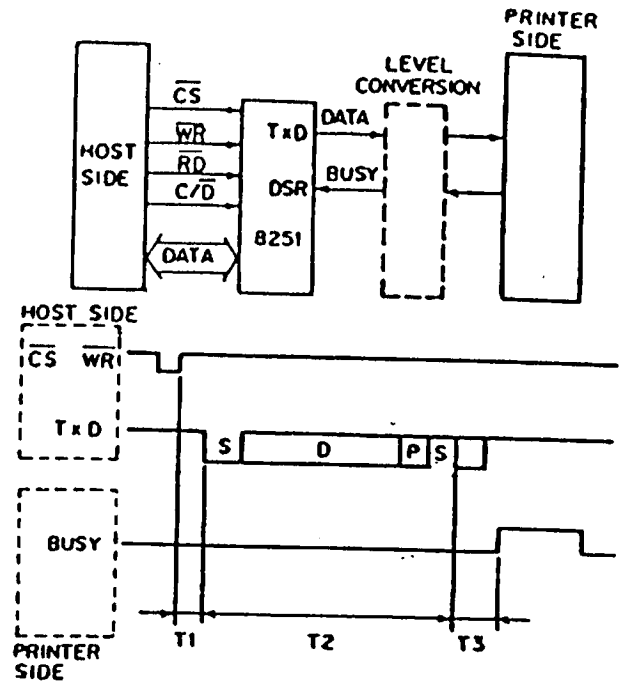 PRINTER
SIDE
LEVEL
CONVERSION
HOST
SIDE
CS
WR
RD
C/D
DATA
TxD
DSR
8251
DATA
BUSY
HOST SIDE
CS WR
TxD
S D P S
BUSY
T1 T2 T3
PRINTER
SIDE